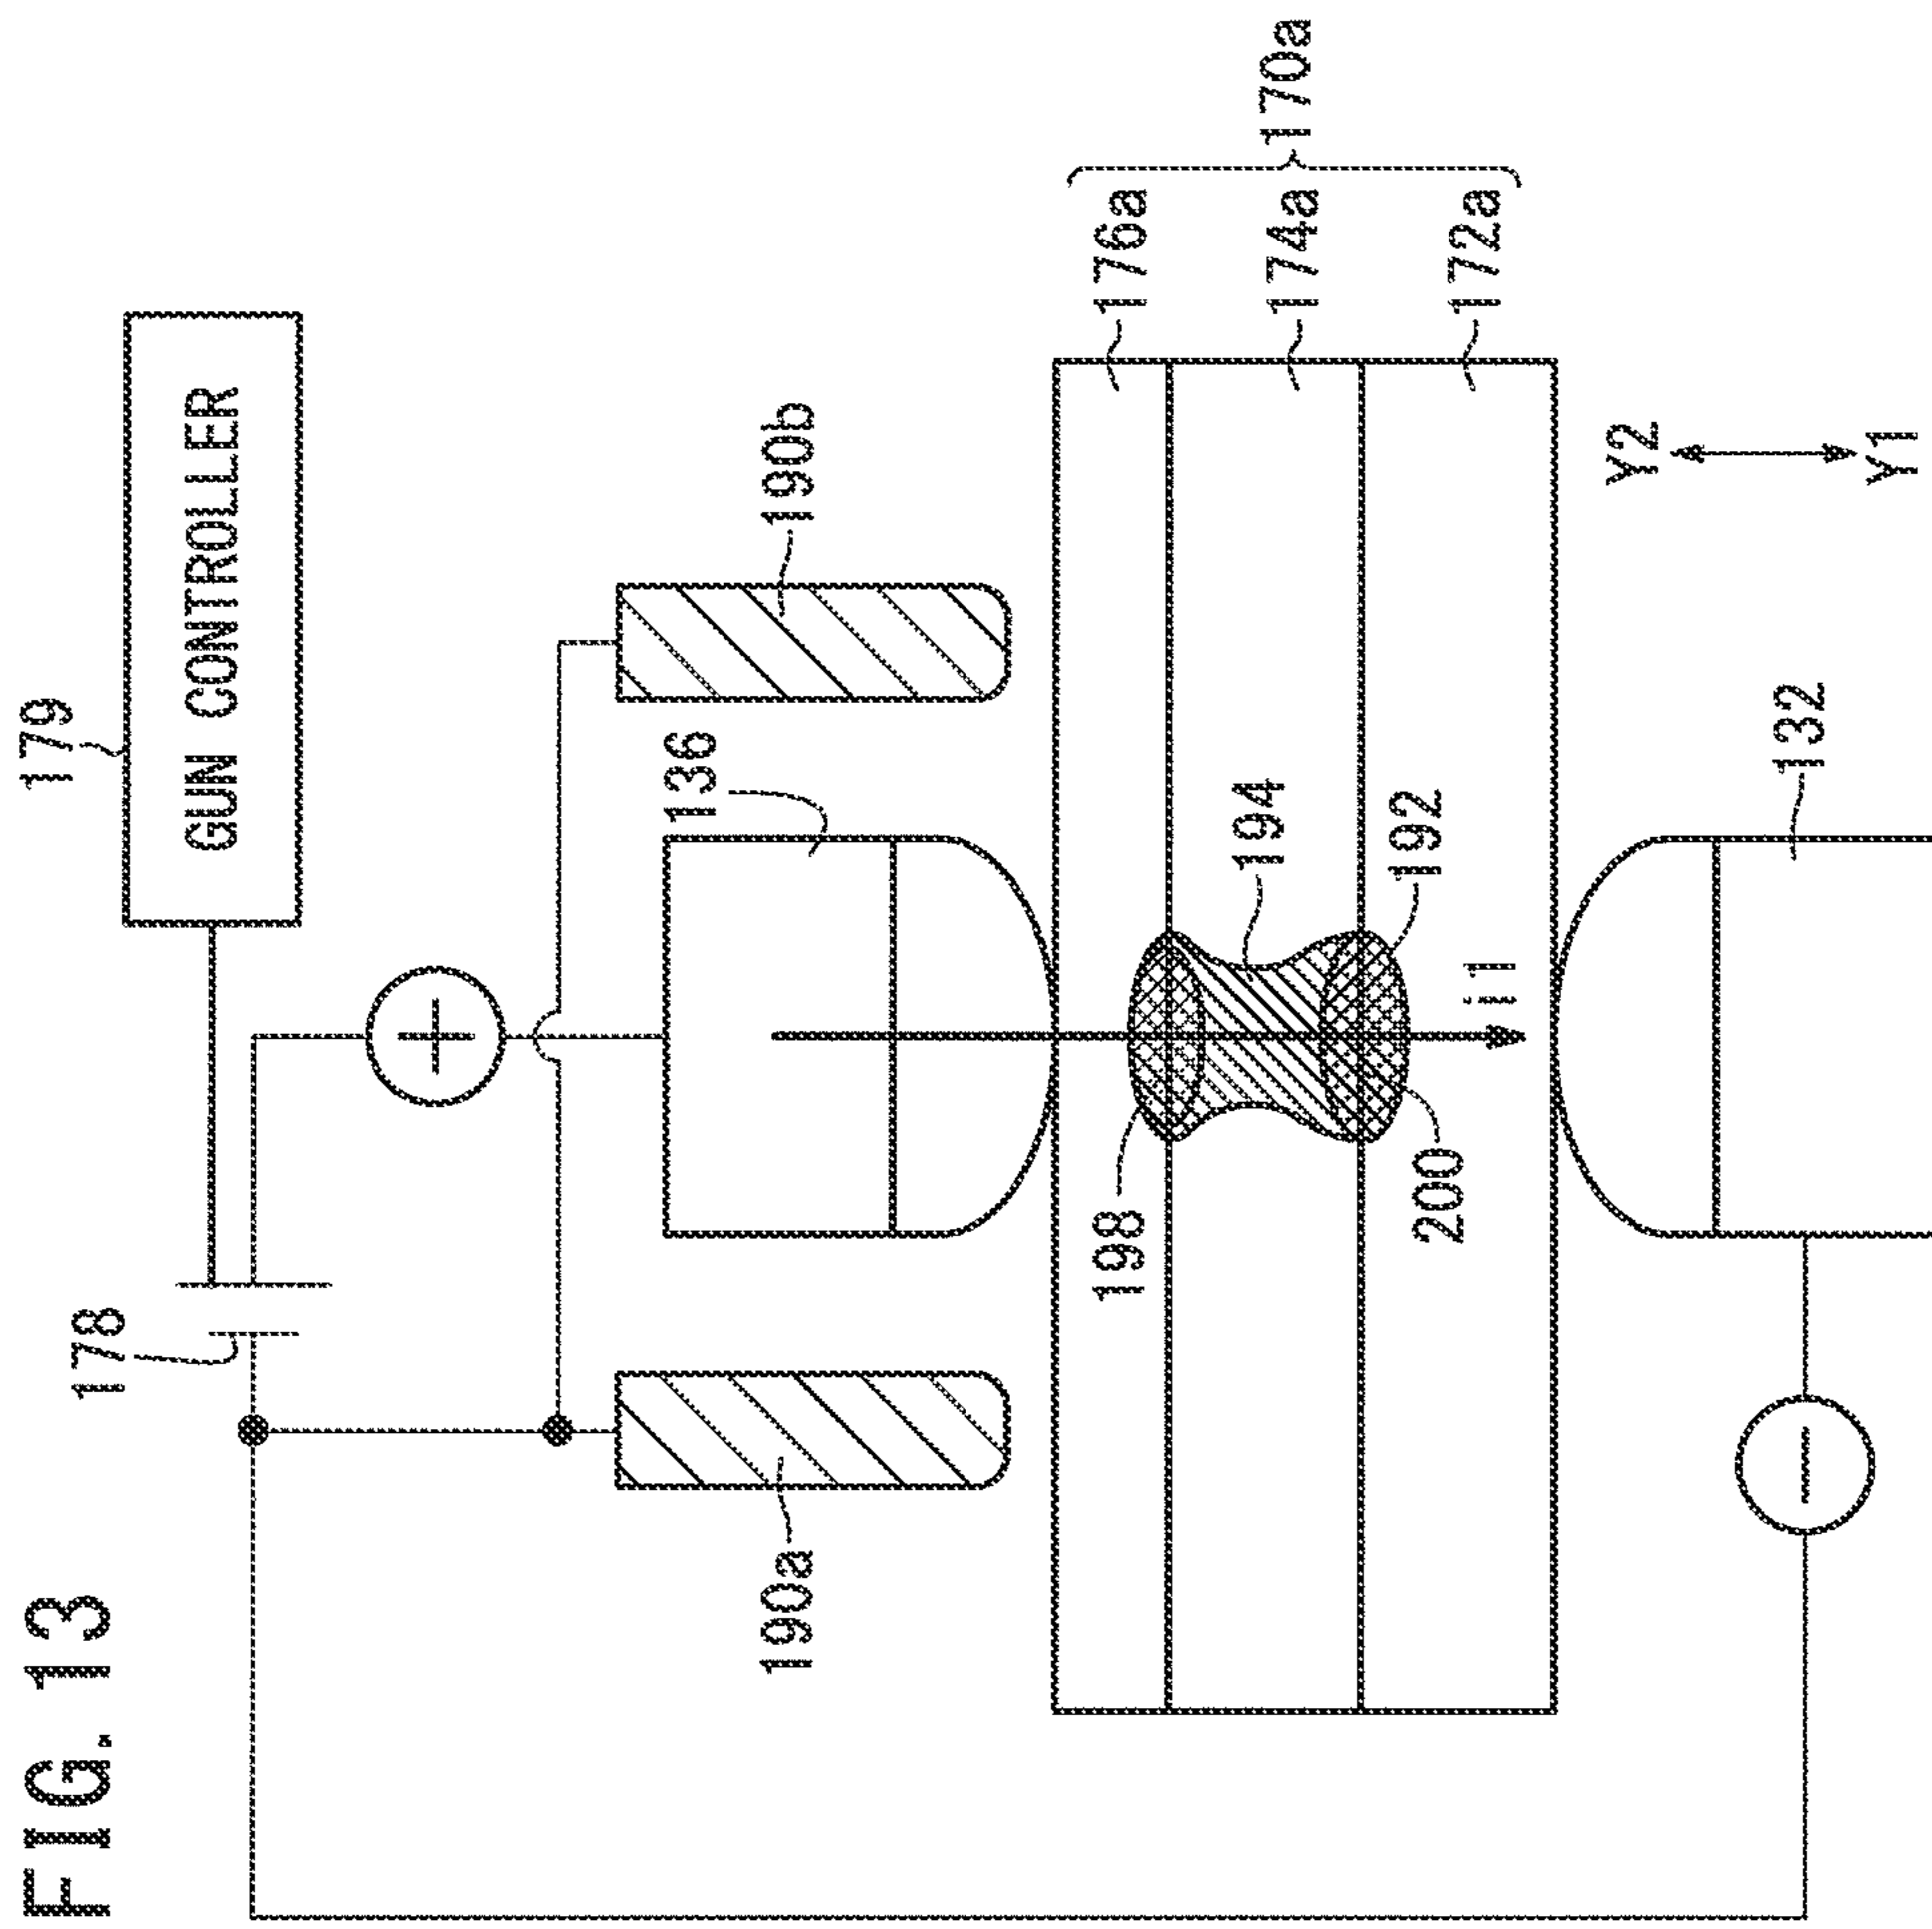 FIG. 13
178
179
GUN CONTROLLER
190a
136
190b
198
194
200
192
i1
176a
174a
172a
170a
132
Y2
Y1